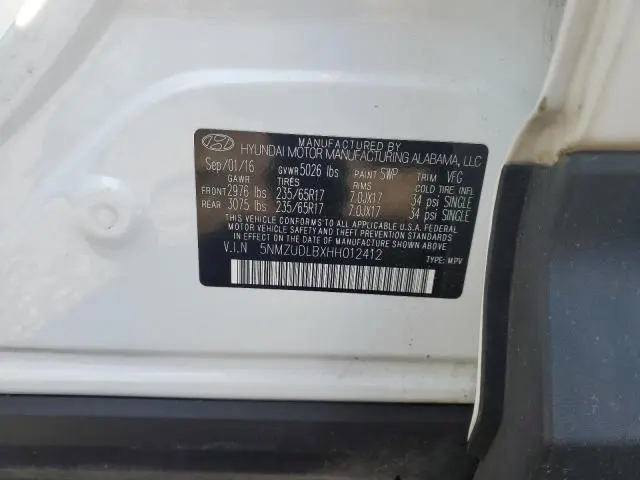 MANUFACTURED BY
HYUNDAI MOTOR MANUFACTURING ALABAMA, LLC
Sep/01/16 GVWR 5026 lbs PAINT SWP TRIM VFG
GAWR TIRES RIMS COLD TIRE INFL
FRONT 2976 lbs 235/65R17 7.0JX17 34 psi SINGLE
REAR 3075 lbs 235/65R17 7.0JX17 34 psi SINGLE
THIS VEHICLE CONFORMS TO ALL APPLICABLE U.S.A. FEDERAL
MOTOR VEHICLE SAFETY AND THEFT PREVENTION STANDARDS
IN EFFECT ON THE DATE OF MANUFACTURE SHOWN ABOVE.
V.I.N 5NMZUDLBXHH012412
TYPE: MPV